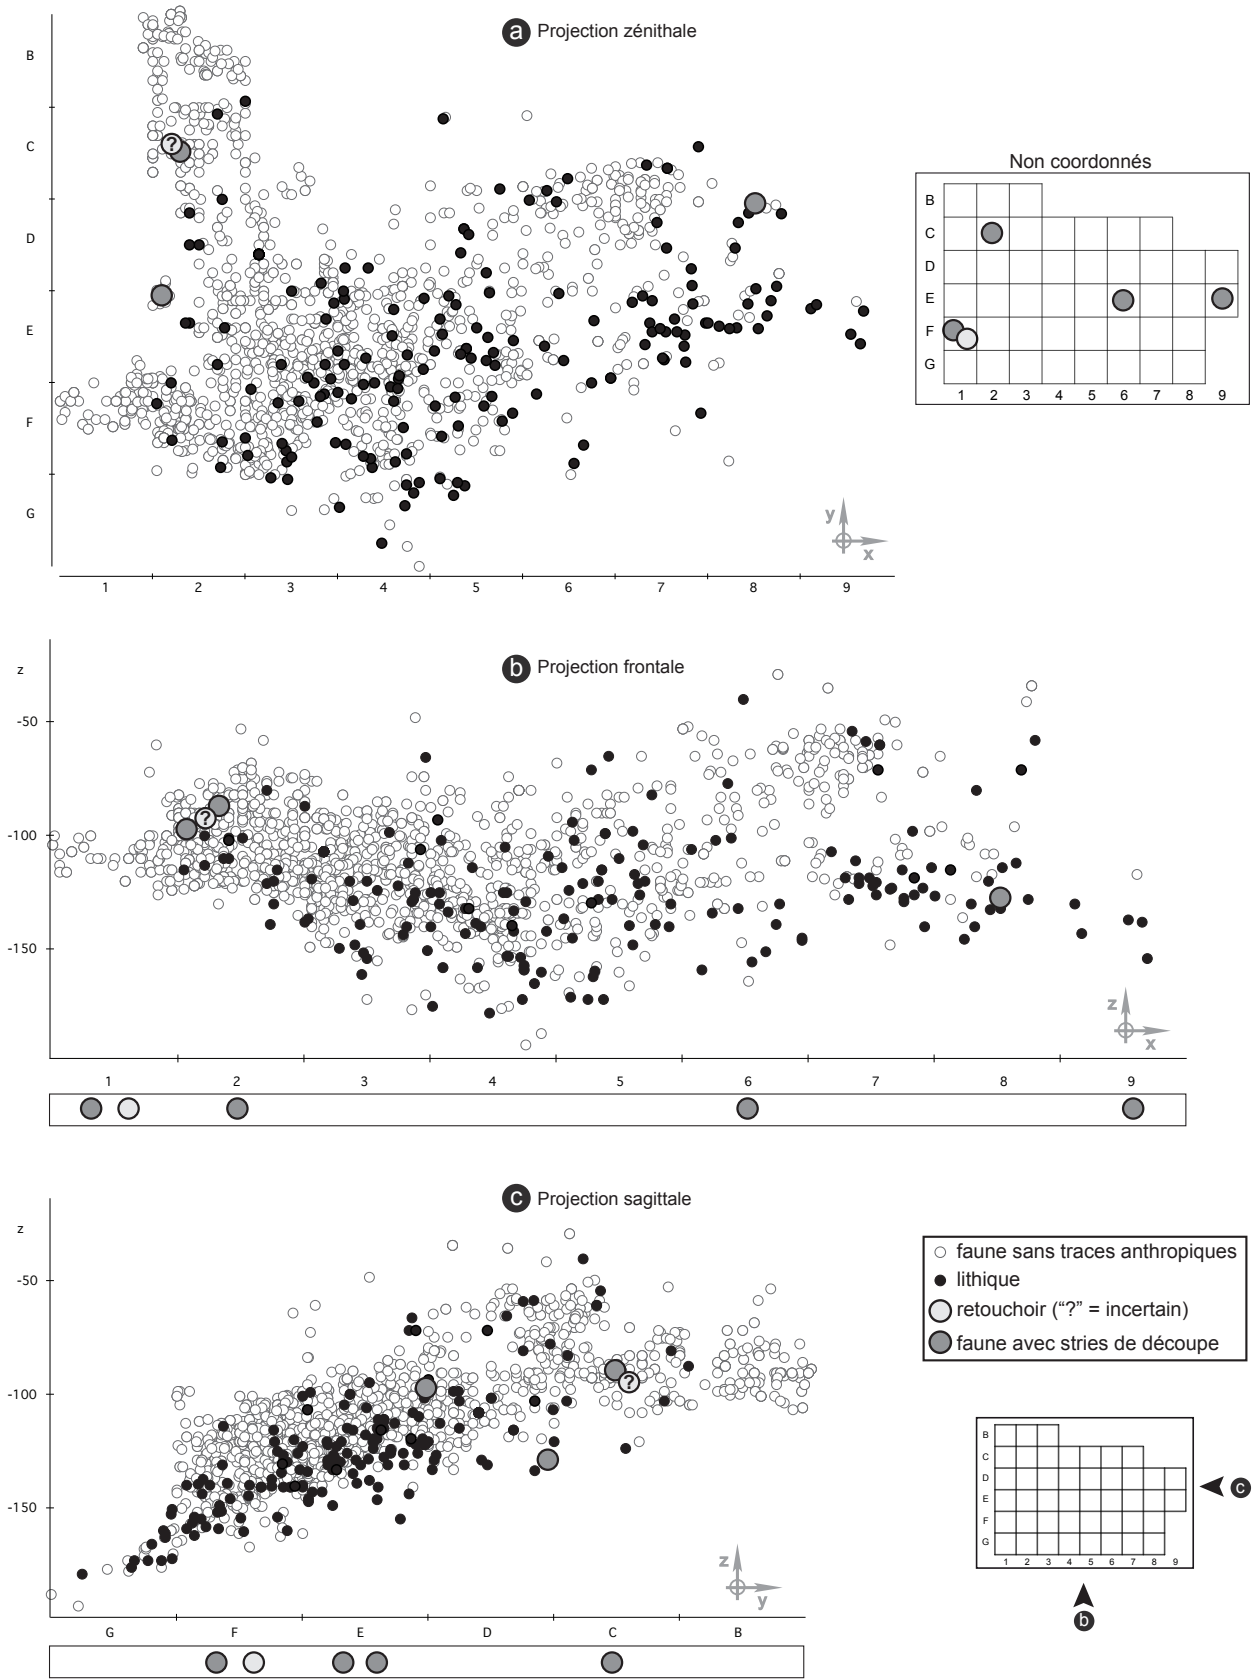 a Projection zénithale
B
C
D
E
F
G
?
y
x
1 2 3 4 5 6 7 8 9
Non coordonnés
B
C
D
E
F
G
1 2 3 4 5 6 7 8 9
b Projection frontale
z
-50
-100
-150
?
z
x
1 2 3 4 5 6 7 8 9
c Projection sagittale
z
-50
-100
-150
?
z
y
G F E D C B
faune sans traces anthropiques
lithique
retouchoir (“?” = incertain)
faune avec stries de découpe
B
C
D
E
F
G
1 2 3 4 5 6 7 8 9
c
b